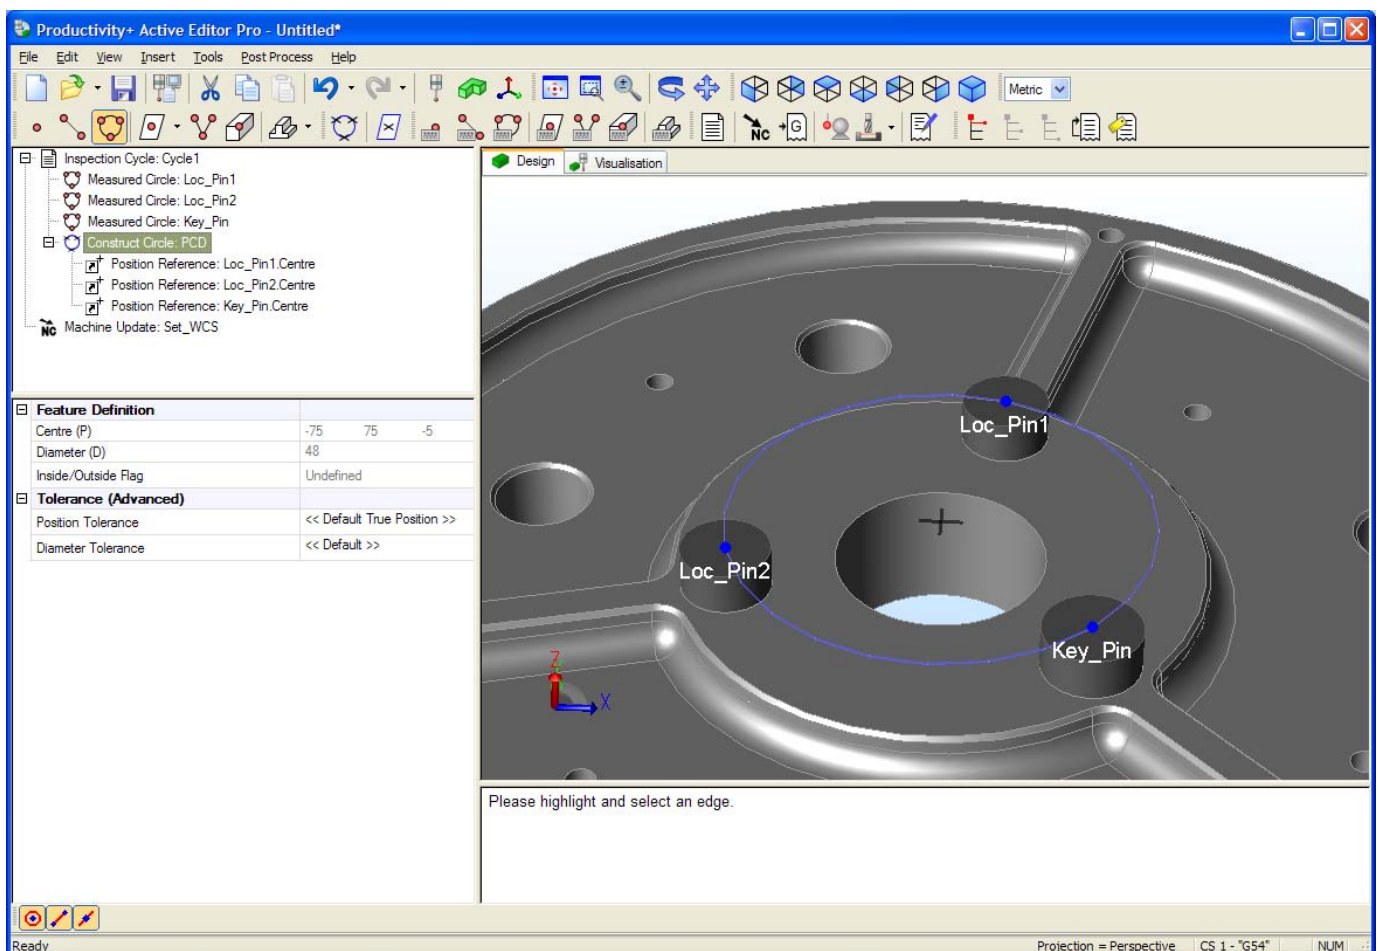 Productivity+ Active Editor Pro - Untitled*
File Edit View Insert Tools Post Process Help
Metric
NC G
Inspection Cycle: Cycle1
Measured Circle: Loc_Pin1
Measured Circle: Loc_Pin2
Measured Circle: Key_Pin
Construct Circle: PCD
Position Reference: Loc_Pin1.Centre
Position Reference: Loc_Pin2.Centre
Position Reference: Key_Pin.Centre
NC Machine Update: Set_WCS
Feature Definition
Centre (P) -75 75 -5
Diameter (D) 48
Inside/Outside Flag Undefined
Tolerance (Advanced)
Position Tolerance << Default True Position >>
Diameter Tolerance << Default >>
Design Visualisation
Loc_Pin1
Loc_Pin2
Key_Pin
Z
X
Please highlight and select an edge.
Ready Projection = Perspective CS 1 - "G54" NUM